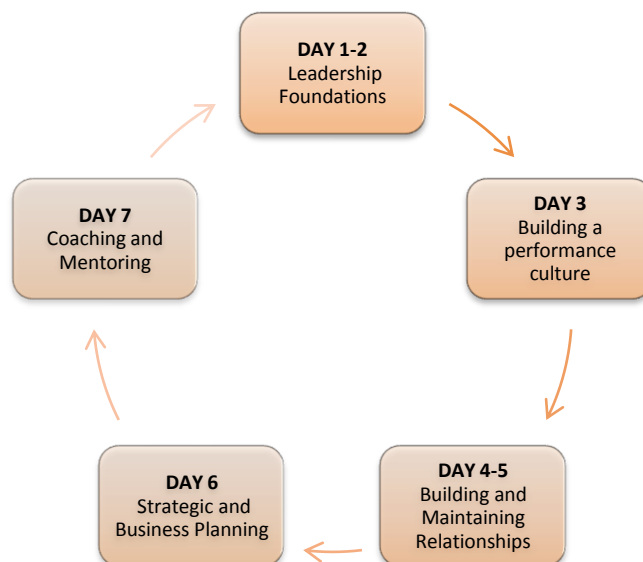 DAY 1-2
Leadership
Foundations
DAY 3
Building a
performance
culture
DAY 4-5
Building and
Maintaining
Relationships
DAY 6
Strategic and
Business Planning
DAY 7
Coaching and
Mentoring